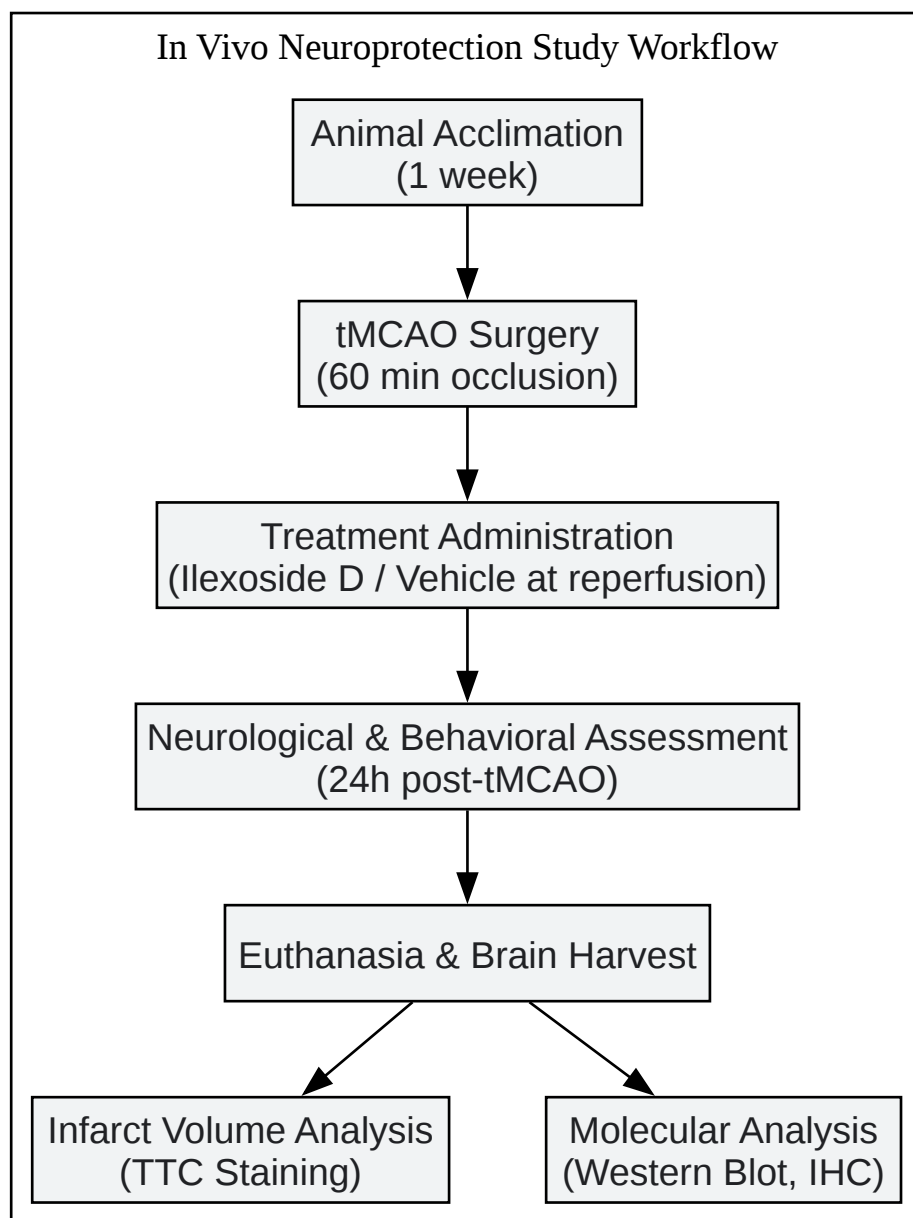 In Vivo Neuroprotection Study Workflow
Animal Acclimation
(1 week)
tMCAO Surgery
(60 min occlusion)
Treatment Administration
(Ilexoside D / Vehicle at reperfusion)
Neurological & Behavioral Assessment
(24h post-tMCAO)
Euthanasia & Brain Harvest
Infarct Volume Analysis
(TTC Staining)
Molecular Analysis
(Western Blot, IHC)